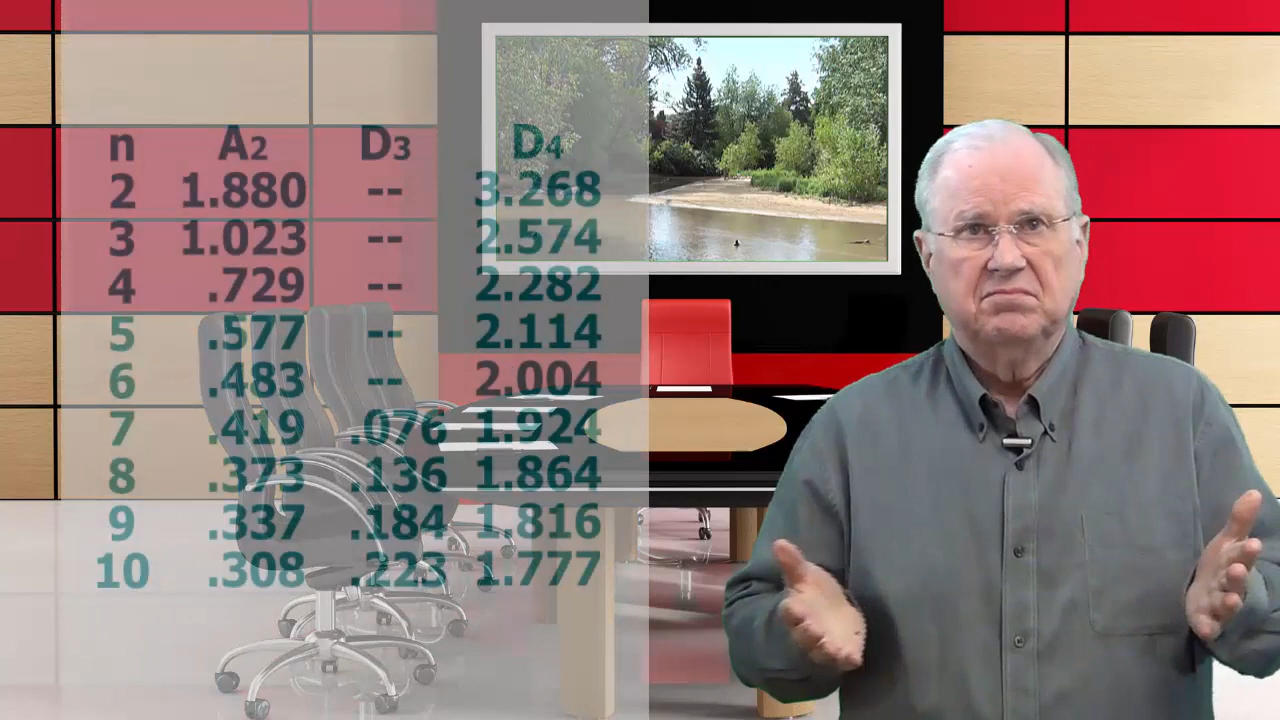 n A2 D3 D4
2 1.880 -- 3.268
3 1.023 -- 2.574
4 .729 -- 2.282
5 .577 -- 2.114
6 .483 -- 2.004
7 .419 .076 1.924
8 .373 .136 1.864
9 .337 .184 1.816
10 .308 .223 1.777